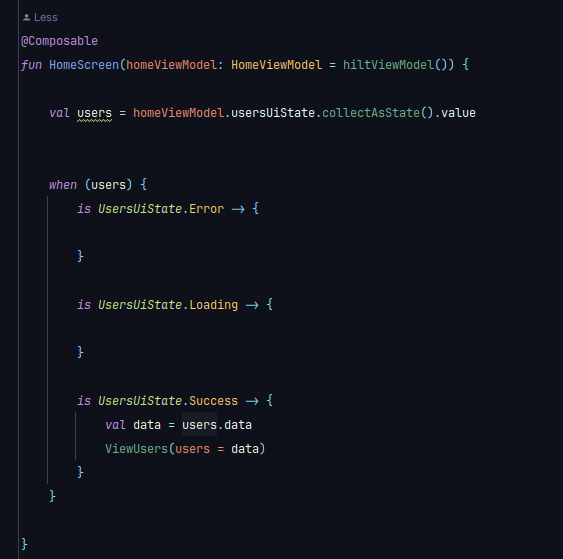 Less
@Composable
fun HomeScreen(homeViewModel: HomeViewModel = hiltViewModel()) {
val users = homeViewModel.usersUiState.collectAsState().value
when (users) {
is UsersUiState.Error -> {
}
is UsersUiState.Loading -> {
}
is UsersUiState.Success -> {
val data = users.data
ViewUsers(users = data)
}
}
}